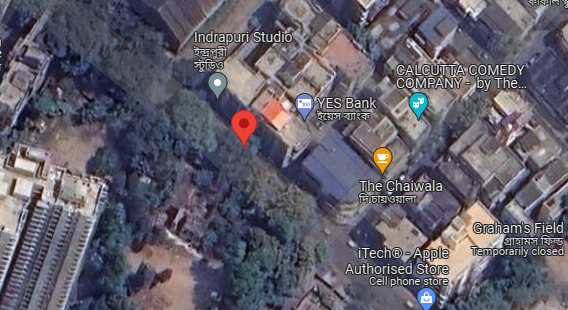 Indrapuri Studio
ইন্দ্রপুরী
স্টুডিও
CALCUTTA COMEDY
COMPANY - by The...
YES Bank
ইয়েস ব্যাংক
The Chaiwala
দি চায়ওয়ালা
Graham's Field
গ্রাহামস ফিল্ড
Temporarily closed
iTech® - Apple
Authorised Store
Cell phone store